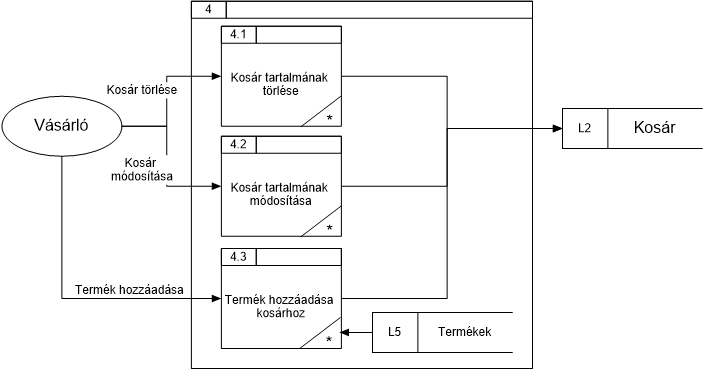 4
4.1
Kosár tartalmának
törlése
*
Kosár törlése
Vásárló
L2
Kosár
4.2
Kosár
módosítása
Kosár tartalmának
módosítása
*
4.3
Termék hozzáadása
Termék hozzáadása
kosárhoz
*
L5
Termékek